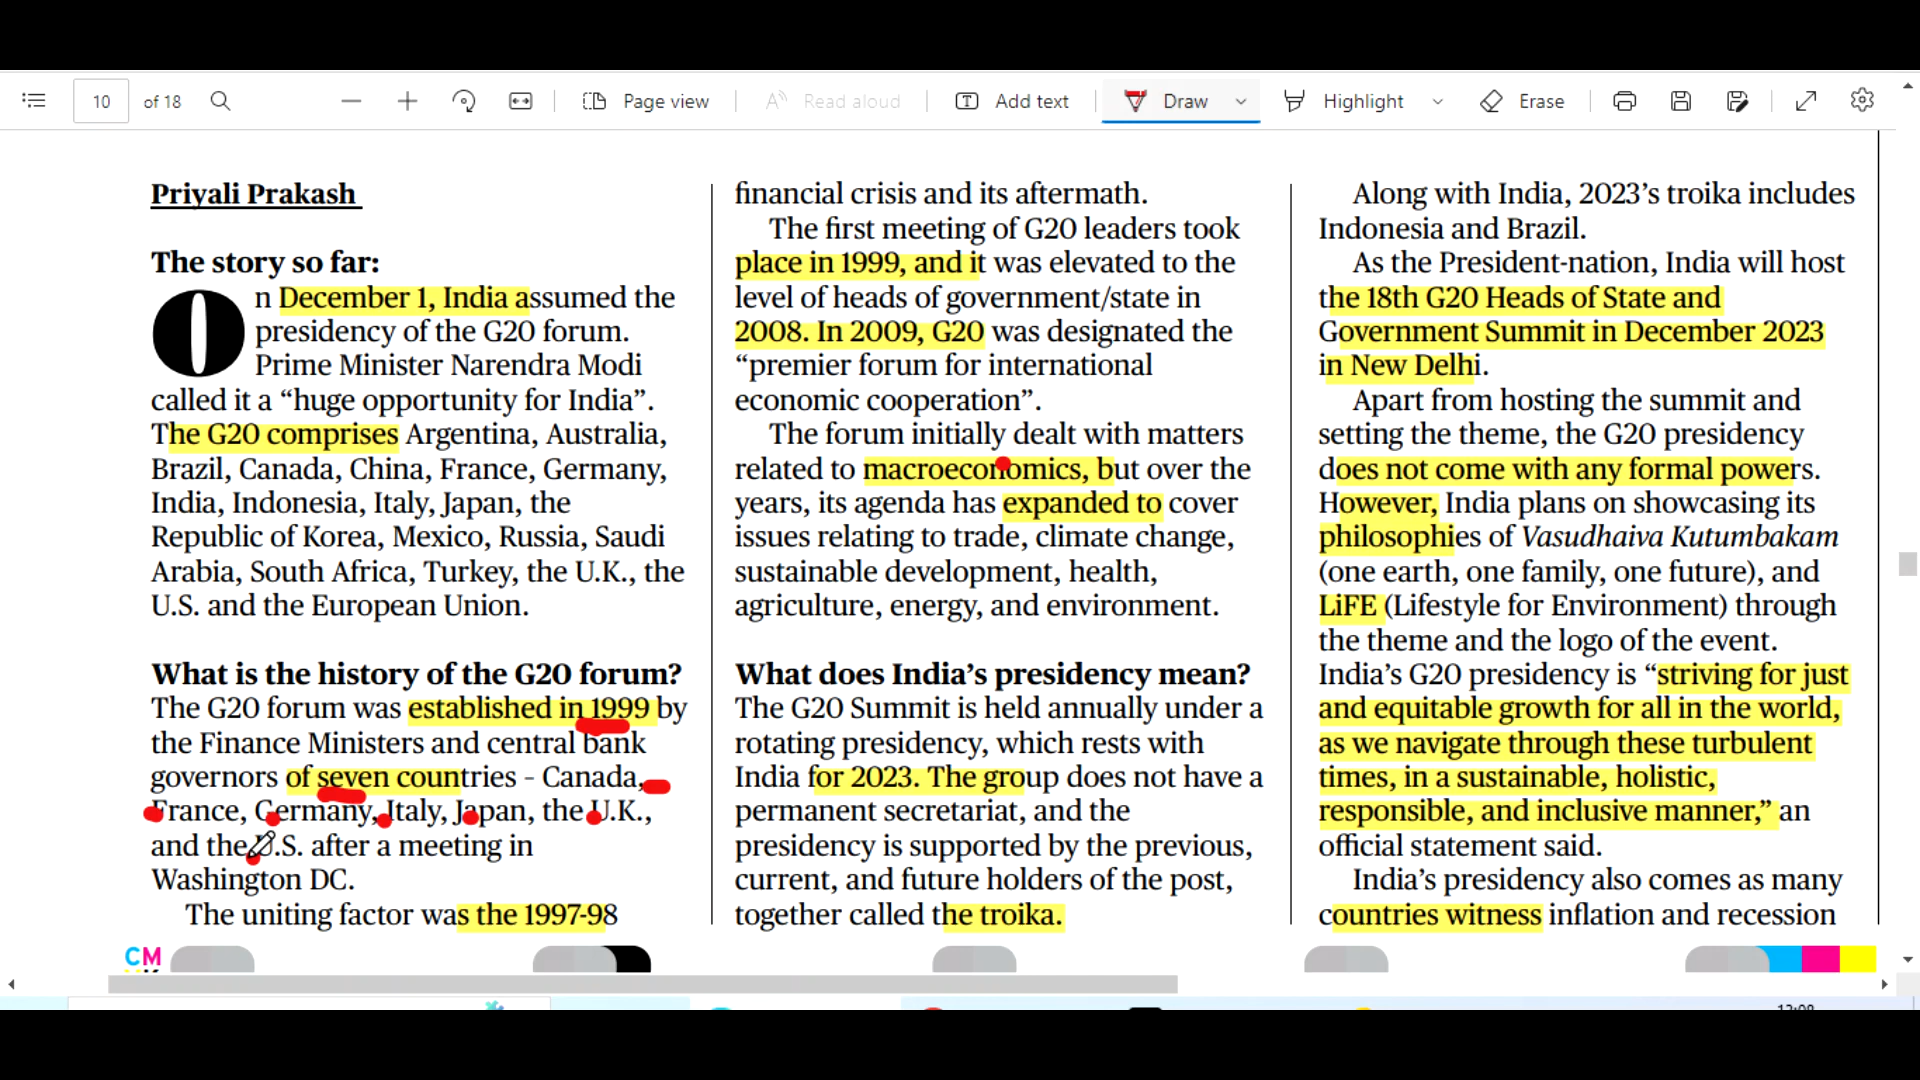 10 of 18 Page view Read aloud Add text Draw Highlight Erase
Priyali Prakash
The story so far:
On December 1, India assumed the
presidency of the G20 forum.
Prime Minister Narendra Modi
called it a “huge opportunity for India”.
The G20 comprises Argentina, Australia,
Brazil, Canada, China, France, Germany,
India, Indonesia, Italy, Japan, the
Republic of Korea, Mexico, Russia, Saudi
Arabia, South Africa, Turkey, the U.K., the
U.S. and the European Union.
What is the history of the G20 forum?
The G20 forum was established in 1999 by
the Finance Ministers and central bank
governors of seven countries - Canada,
France, Germany, Italy, Japan, the U.K.,
and the U.S. after a meeting in
Washington DC.
The uniting factor was the 1997-98
financial crisis and its aftermath.
The first meeting of G20 leaders took
place in 1999, and it was elevated to the
level of heads of government/state in
2008. In 2009, G20 was designated the
“premier forum for international
economic cooperation”.
The forum initially dealt with matters
related to macroeconomics, but over the
years, its agenda has expanded to cover
issues relating to trade, climate change,
sustainable development, health,
agriculture, energy, and environment.
What does India’s presidency mean?
The G20 Summit is held annually under a
rotating presidency, which rests with
India for 2023. The group does not have a
permanent secretariat, and the
presidency is supported by the previous,
current, and future holders of the post,
together called the troika.
Along with India, 2023’s troika includes
Indonesia and Brazil.
As the President-nation, India will host
the 18th G20 Heads of State and
Government Summit in December 2023
in New Delhi.
Apart from hosting the summit and
setting the theme, the G20 presidency
does not come with any formal powers.
However, India plans on showcasing its
philosophies of Vasudhaiva Kutumbakam
(one earth, one family, one future), and
LiFE (Lifestyle for Environment) through
the theme and the logo of the event.
India’s G20 presidency is “striving for just
and equitable growth for all in the world,
as we navigate through these turbulent
times, in a sustainable, holistic,
responsible, and inclusive manner,” an
official statement said.
India’s presidency also comes as many
countries witness inflation and recession
CM